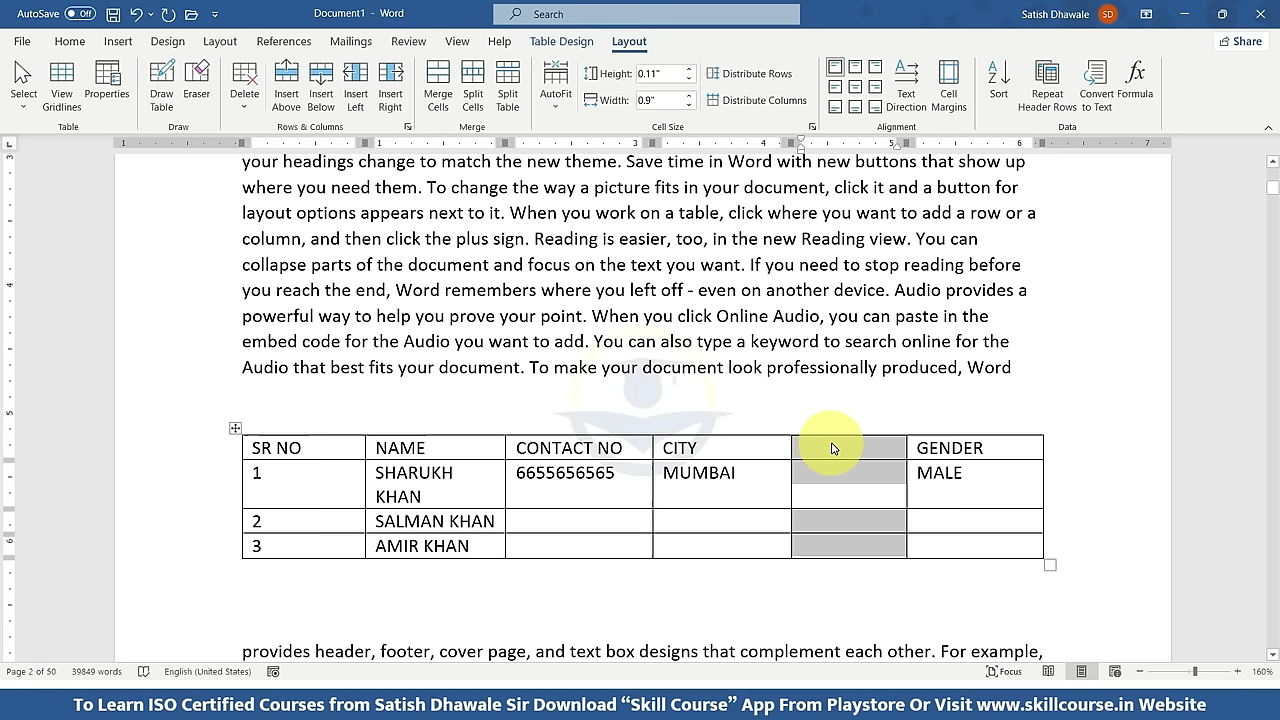 AutoSave Off Document1 - Word Search Satish Dhawale SD
File Home Insert Design Layout References Mailings Review View Help Table Design Layout Share
Select View Gridlines Properties Draw Table Eraser Delete Insert Above Insert Below Insert Left Insert Right Merge Cells Split Cells Split Table AutoFit Height: 0.11" Width: 0.9" Distribute Rows Distribute Columns Text Direction Cell Margins Sort Repeat Header Rows Convert to Text Formula
Table Draw Rows & Columns Merge Cell Size Alignment Data
1 1 3 4 5 6 7
your headings change to match the new theme. Save time in Word with new buttons that show up
where you need them. To change the way a picture fits in your document, click it and a button for
layout options appears next to it. When you work on a table, click where you want to add a row or a
column, and then click the plus sign. Reading is easier, too, in the new Reading view. You can
collapse parts of the document and focus on the text you want. If you need to stop reading before
you reach the end, Word remembers where you left off - even on another device. Audio provides a
powerful way to help you prove your point. When you click Online Audio, you can paste in the
embed code for the Audio you want to add. You can also type a keyword to search online for the
Audio that best fits your document. To make your document look professionally produced, Word
SR NO NAME CONTACT NO CITY GENDER
1 SHARUKH KHAN 6655656565 MUMBAI MALE
2 SALMAN KHAN
3 AMIR KHAN
provides header, footer, cover page, and text box designs that complement each other. For example,
Page 2 of 50 39849 words English (United States) Focus 160%
To Learn ISO Certified Courses from Satish Dhawale Sir Download “Skill Course” App From Playstore Or Visit www.skillcourse.in Website